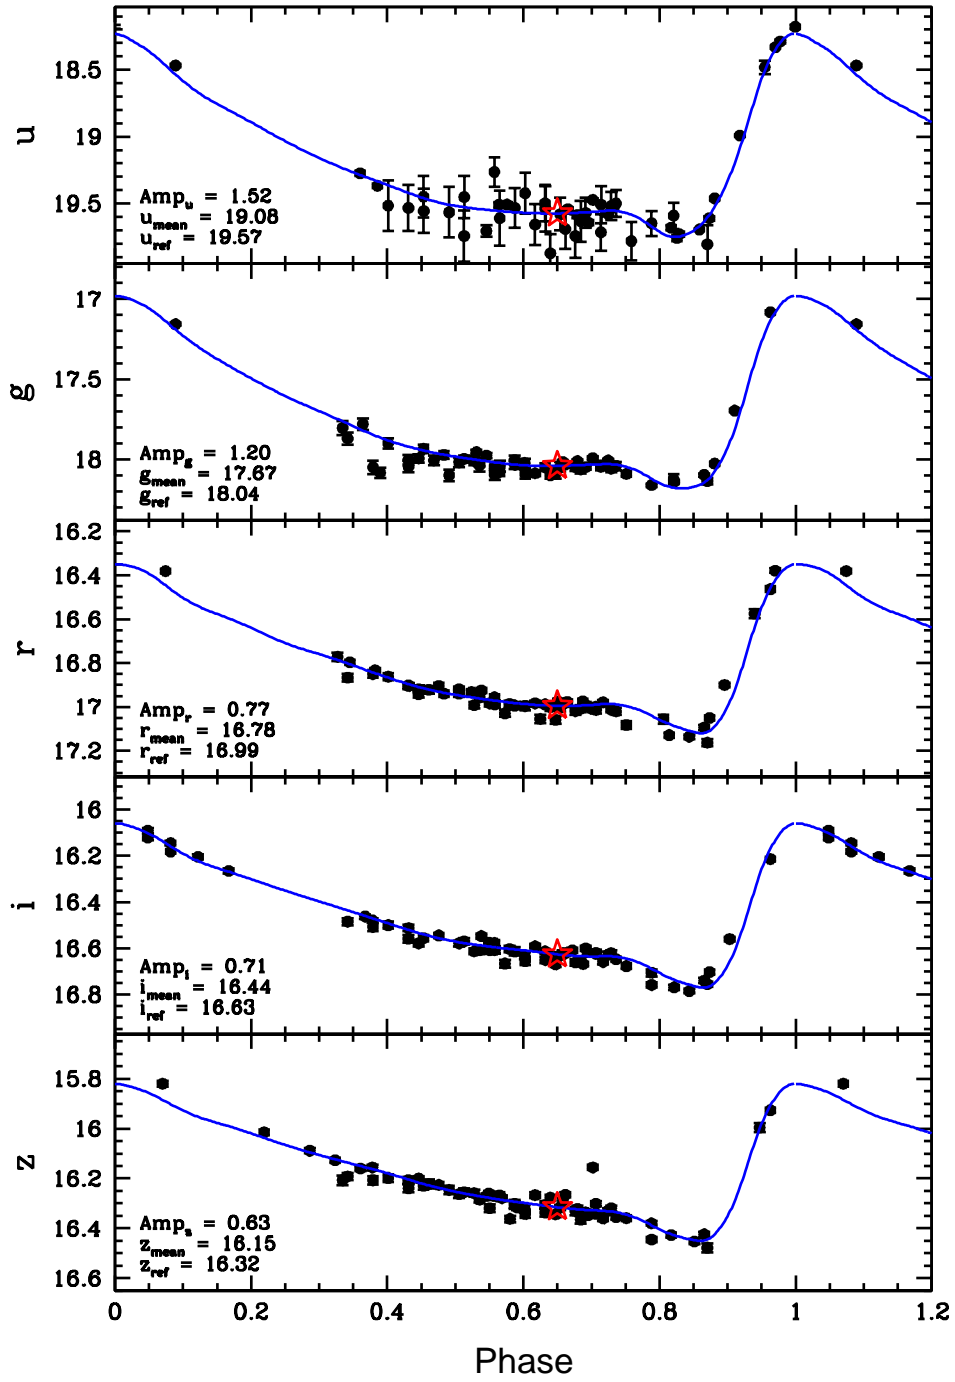 18.5
19
19.5
u
Amp_u = 1.52
u_mean = 19.08
u_ref = 19.57
17
17.5
18
g
Amp_g = 1.20
g_mean = 17.67
g_ref = 18.04
16.2
16.4
16.6
16.8
17
17.2
r
Amp_r = 0.77
r_mean = 16.78
r_ref = 16.99
16
16.2
16.4
16.6
16.8
i
Amp_i = 0.71
i_mean = 16.44
i_ref = 16.63
15.8
16
16.2
16.4
16.6
z
Amp_z = 0.63
z_mean = 16.15
z_ref = 16.32
0 0.2 0.4 0.6 0.8 1 1.2
Phase